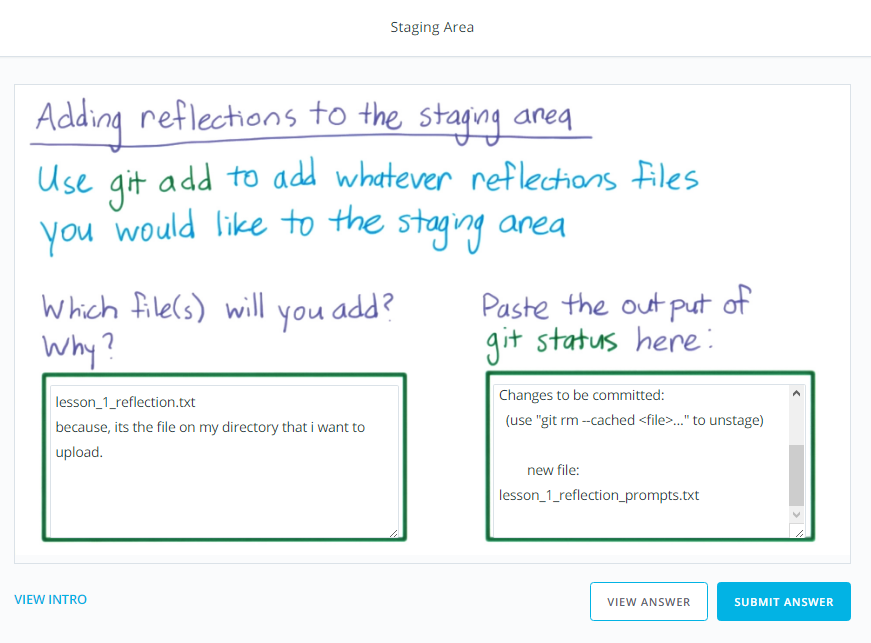 Staging Area
Adding reflections to the staging area
Use git add to add whatever reflections files
you would like to the staging area
Which file(s) will you add?
Why?
lesson_1_reflection.txt
because, its the file on my directory that i want to
upload.
Paste the output of
git status here:
Changes to be committed:
(use "git rm --cached <file>..." to unstage)
new file:
lesson_1_reflection_prompts.txt
VIEW INTRO
VIEW ANSWER
SUBMIT ANSWER